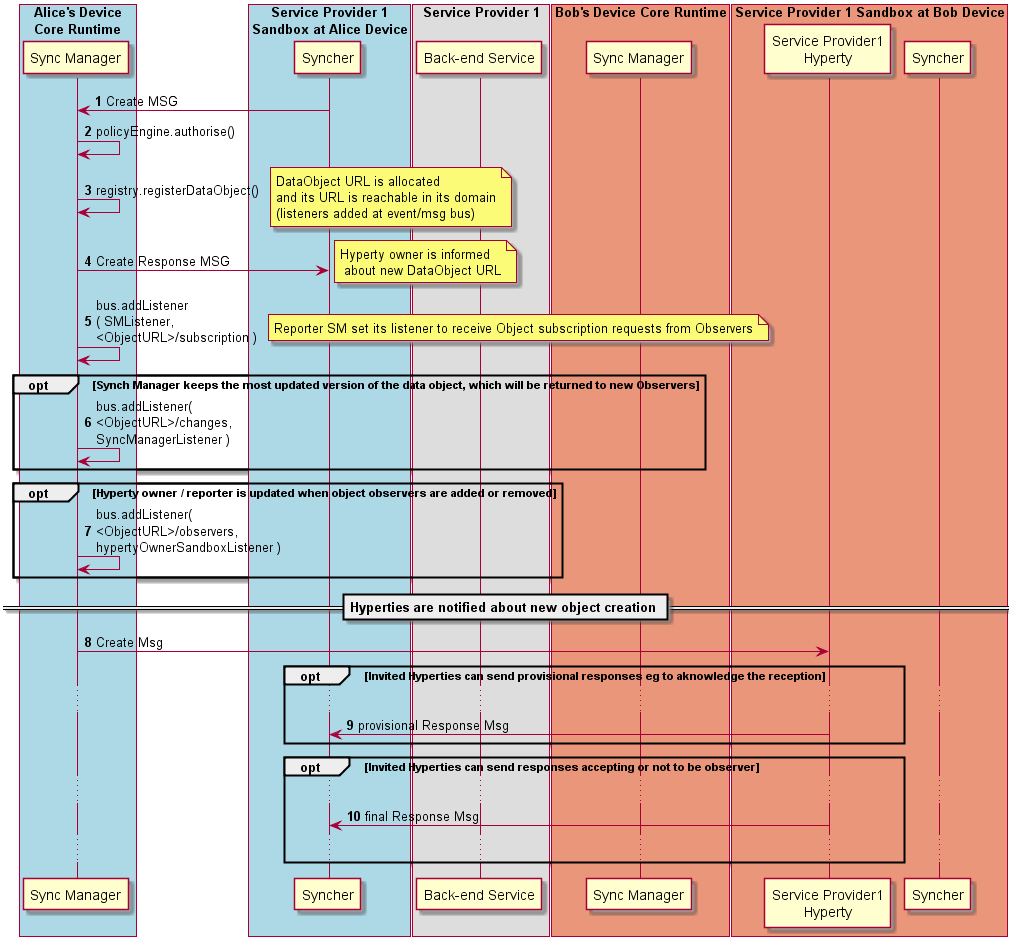 Alice's Device
Core Runtime
Service Provider 1
Sandbox at Alice Device
Service Provider 1
Bob's Device Core Runtime
Service Provider 1 Sandbox at Bob Device
Sync Manager
Syncher
Back-end Service
Sync Manager
Service Provider1
Hyperty
Syncher
1 Create MSG
2 policyEngine.authorise()
3 registry.registerDataObject()
DataObject URL is allocated
and its URL is reachable in its domain
(listeners added at event/msg bus)
4 Create Response MSG
Hyperty owner is informed
about new DataObject URL
bus.addListener
5 ( SMListener,
<ObjectURL>/subscription )
Reporter SM set its listener to receive Object subscription requests from Observers
opt [Synch Manager keeps the most updated version of the data object, which will be returned to new Observers]
bus.addListener(
6 <ObjectURL>/changes,
SyncManagerListener )
opt [Hyperty owner / reporter is updated when object observers are added or removed]
bus.addListener(
7 <ObjectURL>/observers,
hypertyOwnerSandboxListener )
Hyperties are notified about new object creation
8 Create Msg
opt [Invited Hyperties can send provisional responses eg to aknowledge the reception]
9 provisional Response Msg
opt [Invited Hyperties can send responses accepting or not to be observer]
10 final Response Msg
Sync Manager
Syncher
Back-end Service
Sync Manager
Service Provider1
Hyperty
Syncher